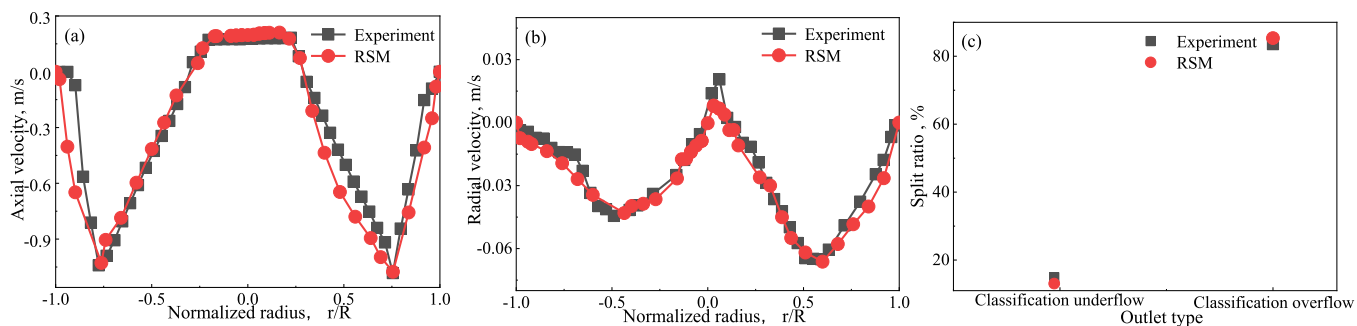 (a)
Experiment
RSM
Axial velocity, m/s
0.3
0.0
-0.3
-0.6
-0.9
-1.0
-0.5
0.0
0.5
1.0
Normalized radius, r/R
(b)
Experiment
RSM
Radial velocity, m/s
0.03
0.00
-0.03
-0.06
-1.0
-0.5
0.0
0.5
1.0
Normalized radius, r/R
(c)
Experiment
RSM
Split ratio , %
80
60
40
20
Classification underflow
Classification overflow
Outlet type